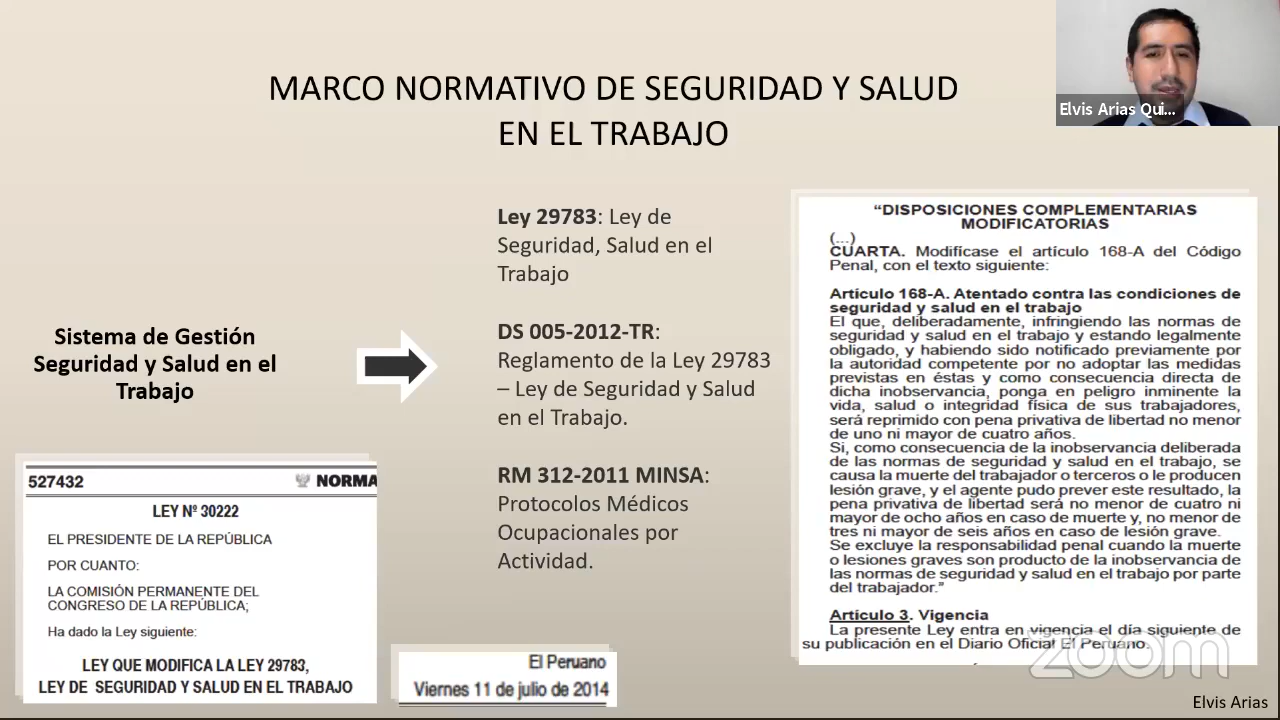 MARCO NORMATIVO DE SEGURIDAD Y SALUD
EN EL TRABAJO
Elvis Arias Qui...
Sistema de Gestión
Seguridad y Salud en el
Trabajo
Ley 29783: Ley de
Seguridad, Salud en el
Trabajo
DS 005-2012-TR:
Reglamento de la Ley 29783
– Ley de Seguridad y Salud
en el Trabajo.
RM 312-2011 MINSA:
Protocolos Médicos
Ocupacionales por
Actividad.
527432
NORMA
LEY Nº 30222
EL PRESIDENTE DE LA REPÚBLICA
POR CUANTO:
LA COMISIÓN PERMANENTE DEL
CONGRESO DE LA REPÚBLICA;
Ha dado la Ley siguiente:
LEY QUE MODIFICA LA LEY 29783,
LEY DE SEGURIDAD Y SALUD EN EL TRABAJO
El Peruano
Viernes 11 de julio de 2014
“DISPOSICIONES COMPLEMENTARIAS
MODIFICATORIAS
(...)
CUARTA. Modifícase el artículo 168-A del Código
Penal, con el texto siguiente:
Artículo 168-A. Atentado contra las condiciones de
seguridad y salud en el trabajo
El que, deliberadamente, infringiendo las normas de
seguridad y salud en el trabajo y estando legalmente
obligado, y habiendo sido notificado previamente por
la autoridad competente por no adoptar las medidas
previstas en éstas y como consecuencia directa de
dicha inobservancia, ponga en peligro inminente la
vida, salud o integridad física de sus trabajadores,
será reprimido con pena privativa de libertad no menor
de uno ni mayor de cuatro años.
Si, como consecuencia de la inobservancia deliberada
de las normas de seguridad y salud en el trabajo, se
causa la muerte del trabajador o terceros o le producen
lesión grave, y el agente pudo prever este resultado, la
pena privativa de libertad será no menor de cuatro ni
mayor de ocho años en caso de muerte y, no menor de
tres ni mayor de seis años en caso de lesión grave.
Se excluye la responsabilidad penal cuando la muerte
o lesiones graves son producto de la inobservancia de
las normas de seguridad y salud en el trabajo por parte
del trabajador.”
Artículo 3. Vigencia
La presente Ley entra en vigencia el día siguiente de
su publicación en el Diario Oficial El Peruano.
zoom
Elvis Arias